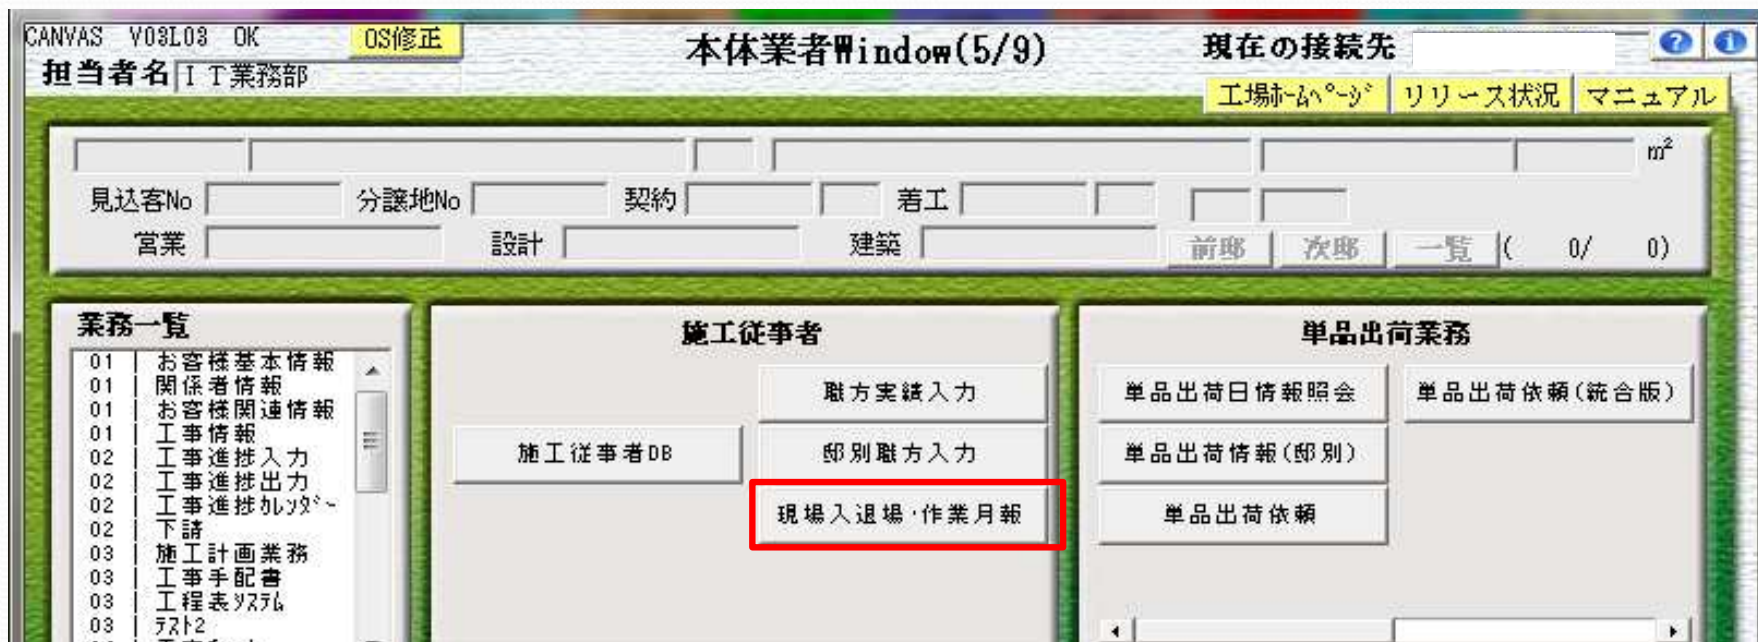 CANVAS V03L03 OK OS修正
本体業者Window(5/9)
現在の接続先
担当者名 IT業務部
工場ﾎｰﾑﾍﾟｰｼﾞ リリース状況 マニュアル
m²
見込客No 分譲地No 契約 着工
営業 設計 建築 前邸 次邸 一覧 ( 0/ 0)
業務一覧
01 | お客様基本情報
01 | 関係者情報
01 | お客様関連情報
01 | 工事情報
02 | 工事進捗入力
02 | 工事進捗出力
02 | 工事進捗ｶﾚﾝﾀﾞｰ
02 | 下請
03 | 施工計画業務
03 | 工事手配書
03 | 工程表ｼｽﾃﾑ
03 | ﾃｽﾄ2
施工従事者
職方実績入力
施工従事者DB 邸別職方入力
現場入退場・作業月報
単品出荷業務
単品出荷日情報照会 単品出荷依頼(統合版)
単品出荷情報(邸別)
単品出荷依頼